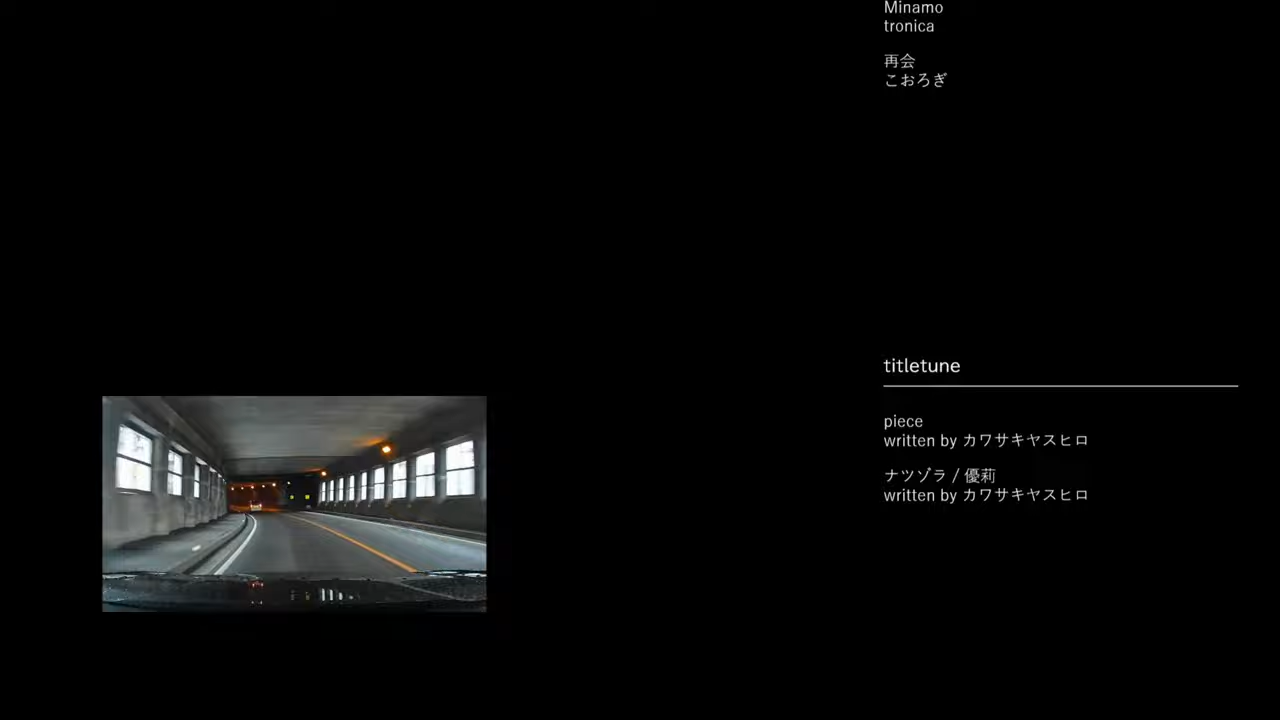 Minamo
tronica
再会
こおろぎ
titletune
piece
written by カワサキヤスヒロ
ナツゾラ / 優莉
written by カワサキヤスヒロ